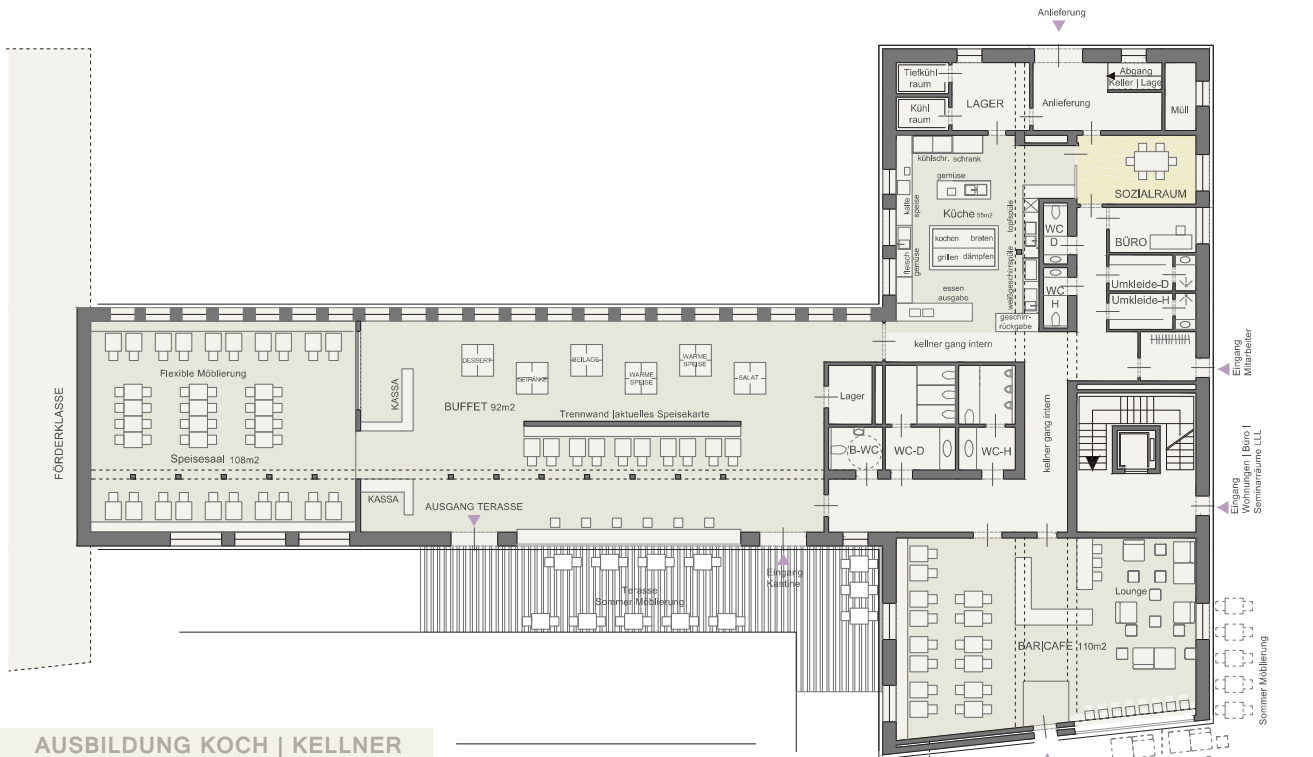 Anlieferung
Tiefkühl
raum
Kühl
raum
LAGER
Anlieferung
Abgang
Keller | Lage
Müll
kühlschr. schrank
gemüse
kalte
speise
Küche 55m2
topfspüle
kochen braten
grillen dämpfen
fleisch
gemüse
weißgeschirrspüle
essen
ausgabe
geschirr-
rückgabe
WC
D
WC
H
SOZIALRAUM
BÜRO
Umkleide-D
Umkleide-H
kellner gang intern
Eingang
Mitarbeiter
FÖRDERKLASSE
Flexible Möblierung
Speisesaal 108m2
KASSA
KASSA
DESSERT
GETRÄNKE
BEILAGE
WARME
SPEISE
WARME
SPEISE
SALAT
BUFFET 92m2
Trennwand |aktuelles Speisekarte
Lager
B-WC
WC-D
WC-H
kellner gang intern
Eingang
Wohnungen | Büro |
Seminarräume LLL
AUSGANG TERASSE
Eingang
Kantine
Terasse
Sommer Möblierung
Lounge
BAR|CAFE 110m2
Sommer Möblierung
AUSBILDUNG KOCH | KELLNER